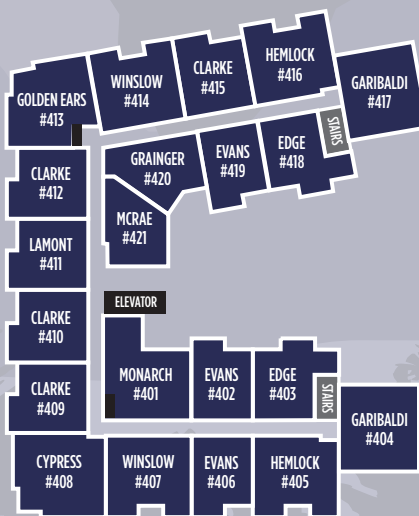 HEMLOCK
#416
CLARKE
#415
WINSLOW
#414
GARIBALDI
#417
GOLDEN EARS
#413
STAIRS
EDGE
#418
EVANS
#419
GRAINGER
#420
CLARKE
#412
MCRAE
#421
LAMONT
#411
ELEVATOR
CLARKE
#410
MONARCH
#401
EVANS
#402
EDGE
#403
STAIRS
CLARKE
#409
GARIBALDI
#404
CYPRESS
#408
WINSLOW
#407
EVANS
#406
HEMLOCK
#405